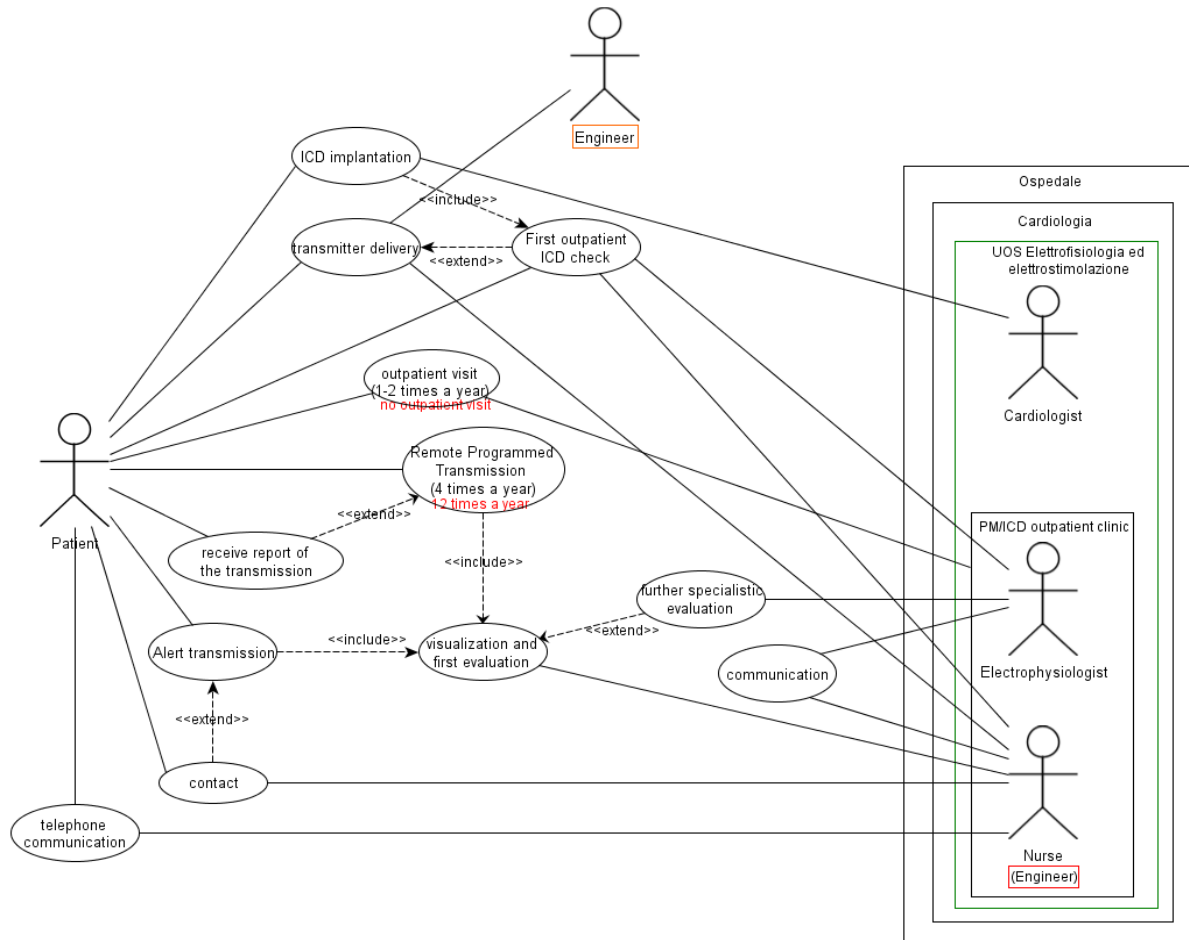 Engineer
ICD implantation
<<include>>
Ospedale
Cardiologia
transmitter delivery
<<extend>>
First outpatient
ICD check
UOS Elettrofisiologia ed
elettrostimolazione
outpatient visit
(1-2 times a year)
no outpatient visit
Cardiologist
Remote Programmed
Transmission
(4 times a year)
12 times a year
<<extend>>
Patient
receive report of
the transmission
<<include>>
PM/ICD outpatient clinic
further specialistic
evaluation
<<extend>>
Alert transmission
<<include>>
visualization and
first evaluation
communication
Electrophysiologist
<<extend>>
contact
telephone
communication
Nurse
(Engineer)